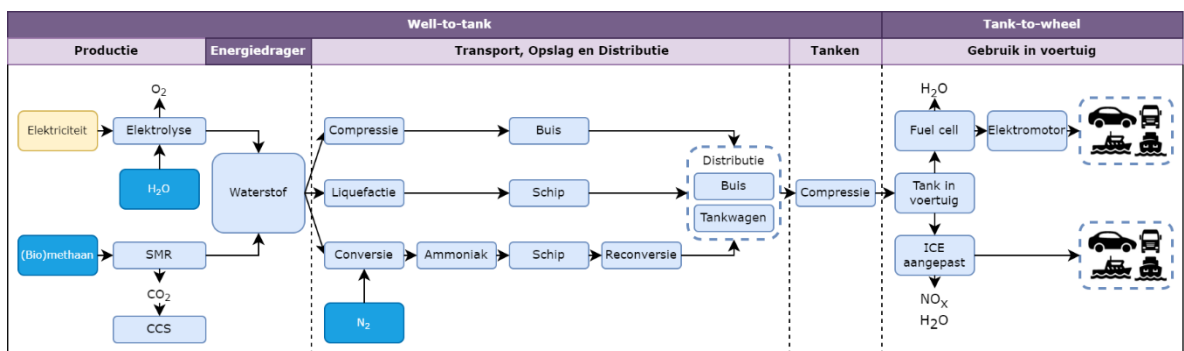 Well-to-tank
Tank-to-wheel
Productie
Energiedrager
Transport, Opslag en Distributie
Tanken
Gebruik in voertuig
O₂
Elektriciteit
Elektrolyse
H₂O
Waterstof
(Bio)methaan
SMR
CO₂
CCS
Compressie
Buis
Liquefactie
Schip
Conversie
Ammoniak
Schip
Reconversie
N₂
Distributie
Buis
Tankwagen
Compressie
H₂O
Fuel cell
Elektromotor
Tank in
voertuig
ICE
aangepast
NOₓ
H₂O